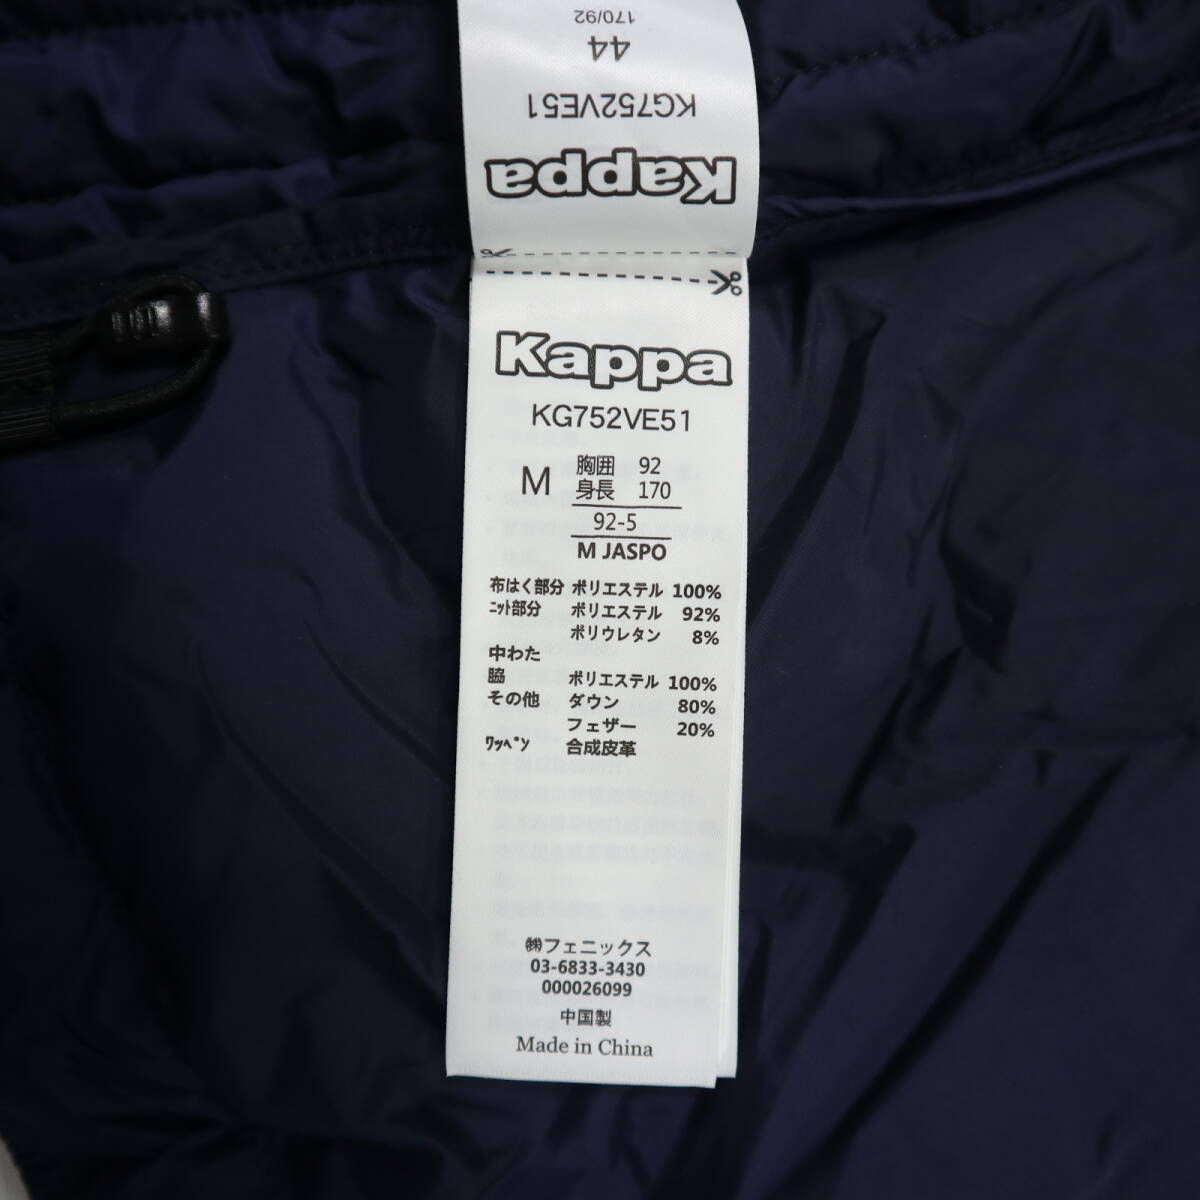 170/92
44
KG752VE51
Kappa
Kappa
KG752VE51
M
胸囲 92
身長 170
92-5
M JASPO
布はく部分 ポリエステル 100%
ﾆｯﾄ部分 ポリエステル 92%
ポリウレタン 8%
中わた
脇 ポリエステル 100%
その他 ダウン 80%
フェザー 20%
ﾜｯﾍﾟﾝ 合成皮革
㈱フェニックス
03-6833-3430
000026099
中国製
Made in China